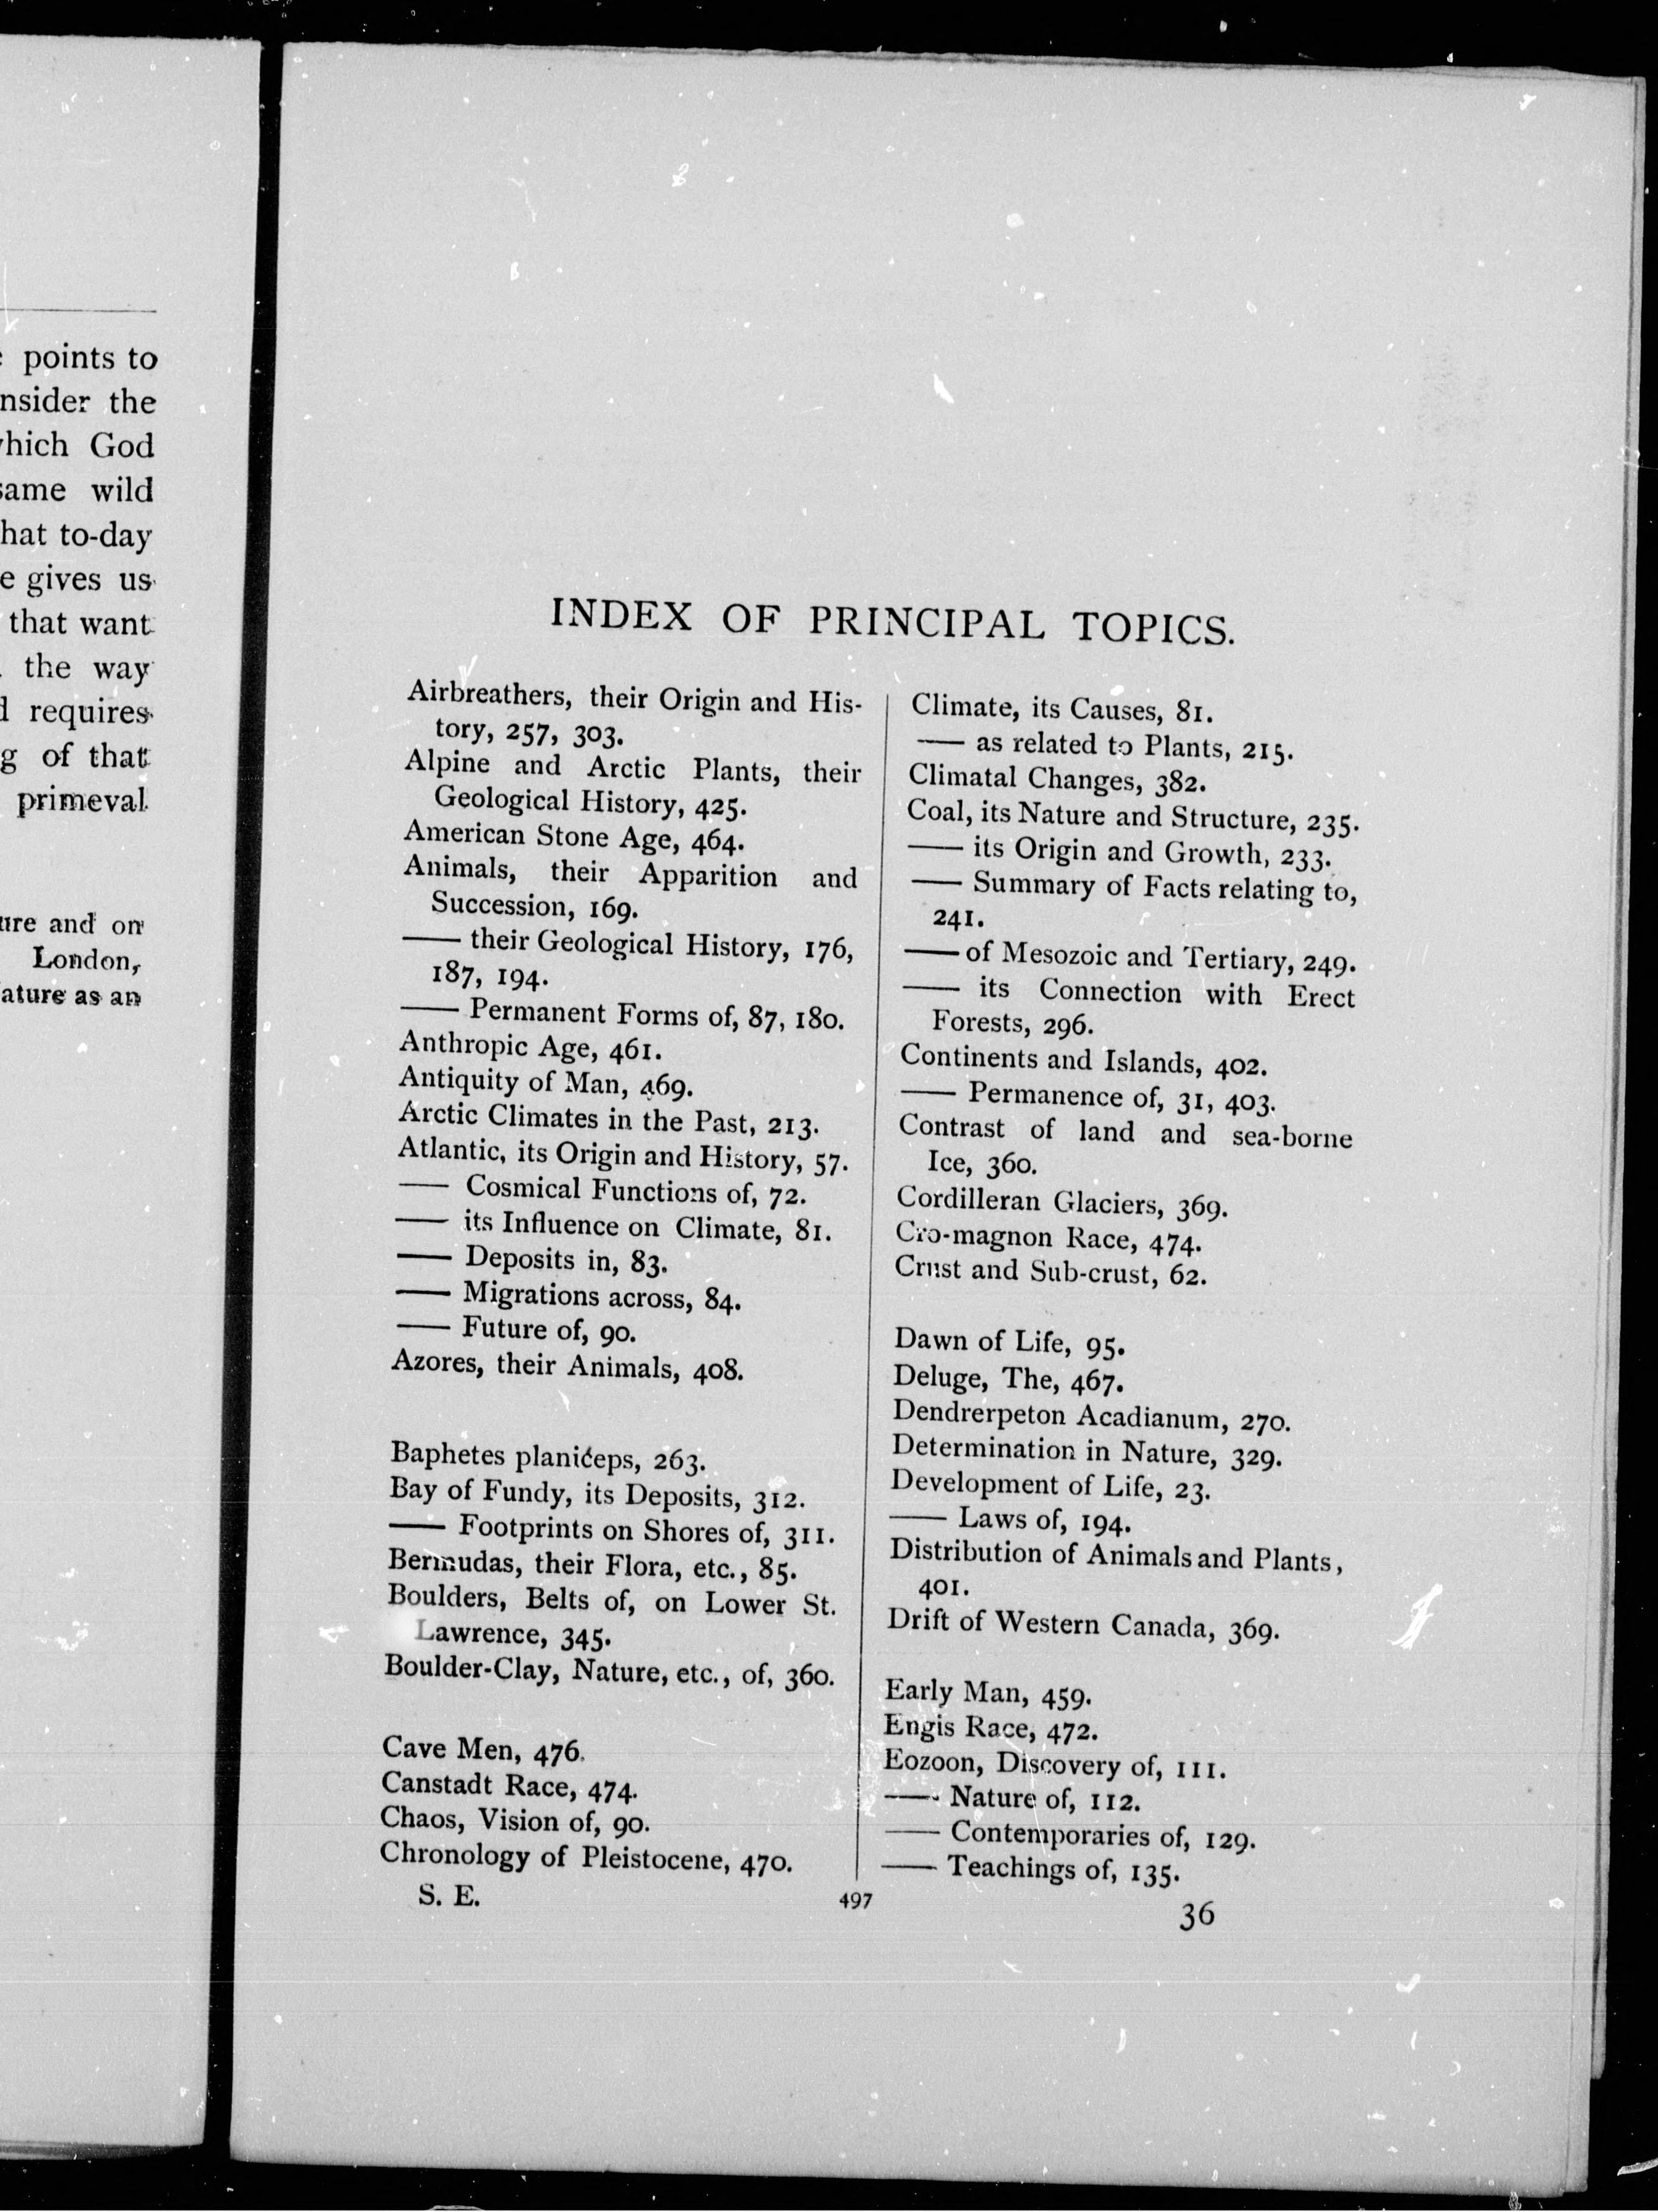 points to
nsider the
which God
same wild
hat to-day
e gives us
that want
the way
requires
g of that
primeval
ure and on
London,
ature as an
INDEX OF PRINCIPAL TOPICS.
Airbreathers, their Origin and His-
tory, 257, 303.
Alpine and Arctic Plants, their
Geological History, 425.
American Stone Age, 464.
Animals, their Apparition and
Succession, 169.
—— their Geological History, 176,
187, 194.
—— Permanent Forms of, 87, 180.
Anthropic Age, 461.
Antiquity of Man, 469.
Arctic Climates in the Past, 213.
Atlantic, its Origin and History, 57.
—— Cosmical Functions of, 72.
—— its Influence on Climate, 81.
—— Deposits in, 83.
—— Migrations across, 84.
—— Future of, 90.
Azores, their Animals, 408.
Baphetes planiceps, 263.
Bay of Fundy, its Deposits, 312.
—— Footprints on Shores of, 311.
Bermudas, their Flora, etc., 85.
Boulders, Belts of, on Lower St.
Lawrence, 345.
Boulder-Clay, Nature, etc., of, 360.
Cave Men, 476.
Canstadt Race, 474.
Chaos, Vision of, 90.
Chronology of Pleistocene, 470.
S. E.
Climate, its Causes, 81.
—— as related to Plants, 215.
Climatal Changes, 382.
Coal, its Nature and Structure, 235.
—— its Origin and Growth, 233.
—— Summary of Facts relating to,
241.
—— of Mesozoic and Tertiary, 249.
—— its Connection with Erect
Forests, 296.
Continents and Islands, 402.
—— Permanence of, 31, 403.
Contrast of land and sea-borne
Ice, 360.
Cordilleran Glaciers, 369.
Cro-magnon Race, 474.
Crust and Sub-crust, 62.
Dawn of Life, 95.
Deluge, The, 467.
Dendrerpeton Acadianum, 270.
Determination in Nature, 329.
Development of Life, 23.
—— Laws of, 194.
Distribution of Animals and Plants,
401.
Drift of Western Canada, 369.
Early Man, 459.
Engis Race, 472.
Eozoon, Discovery of, 111.
—— Nature of, 112.
—— Contemporaries of, 129.
—— Teachings of, 135.
497
36